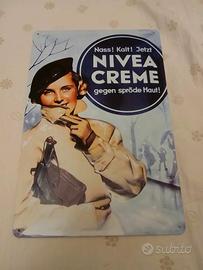 Nass! Kalt! Jetzt
NIVEA
CREME
gegen spröde Haut!
subito